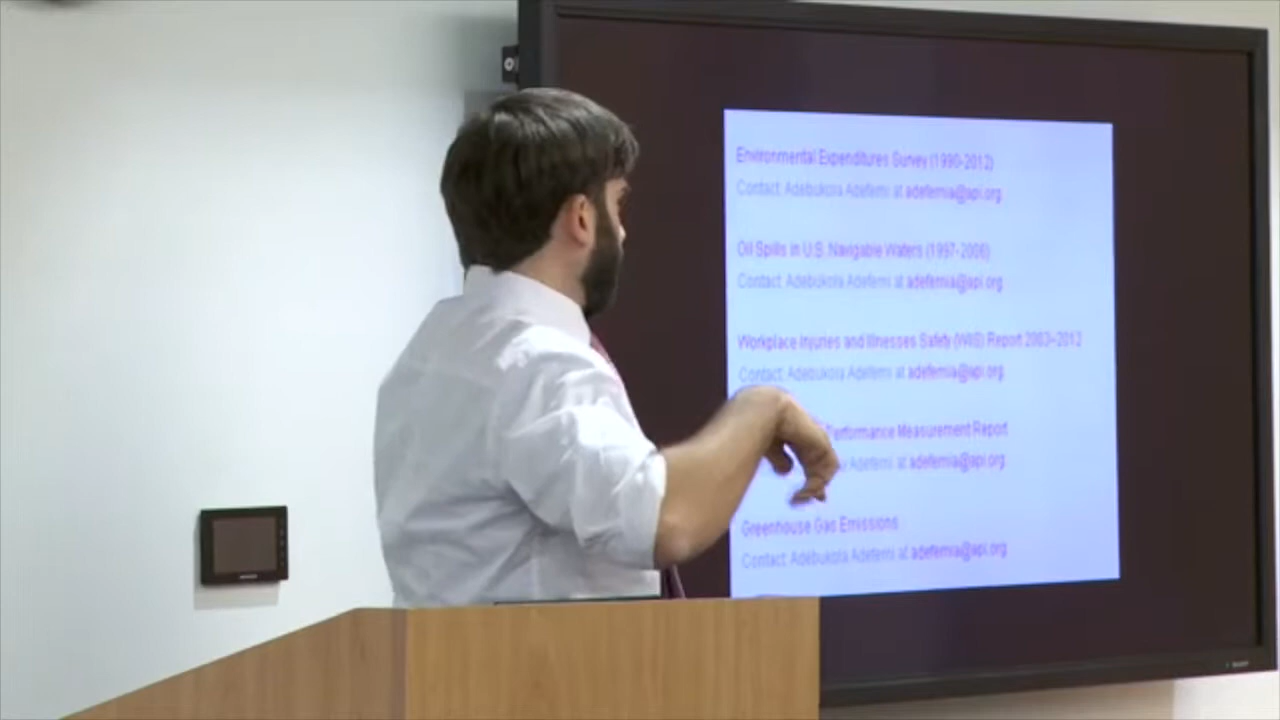 Environmental Expenditures Survey (1990-2012)
Contact: Adebukola Adefemi at adefemia@api.org
Oil Spills in U.S. Navigable Waters (1997-2006)
Contact: Adebukola Adefemi at adefemia@api.org
Workplace Injuries and Illnesses Safety (WIIS) Report 2003-2012
Contact: Adebukola Adefemi at adefemia@api.org
Performance Measurement Report
Adefemi at adefemia@api.org
Greenhouse Gas Emissions
Contact: Adebukola Adefemi at adefemia@api.org